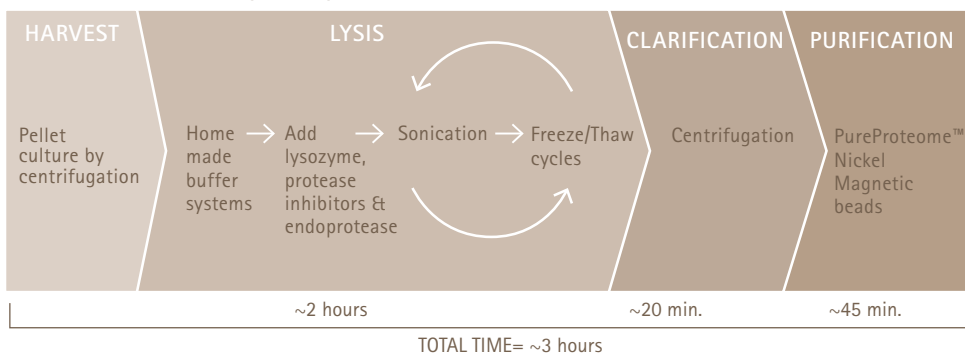 HARVEST
LYSIS
CLARIFICATION
PURIFICATION
Pellet
culture by
centrifugation
Home
made
buffer
systems
Add
lysozyme,
protease
inhibitors &
endoprotease
Sonication
Freeze/Thaw
cycles
Centrifugation
PureProteome™
Nickel
Magnetic
beads
~2 hours
~20 min.
~45 min.
TOTAL TIME= ~3 hours